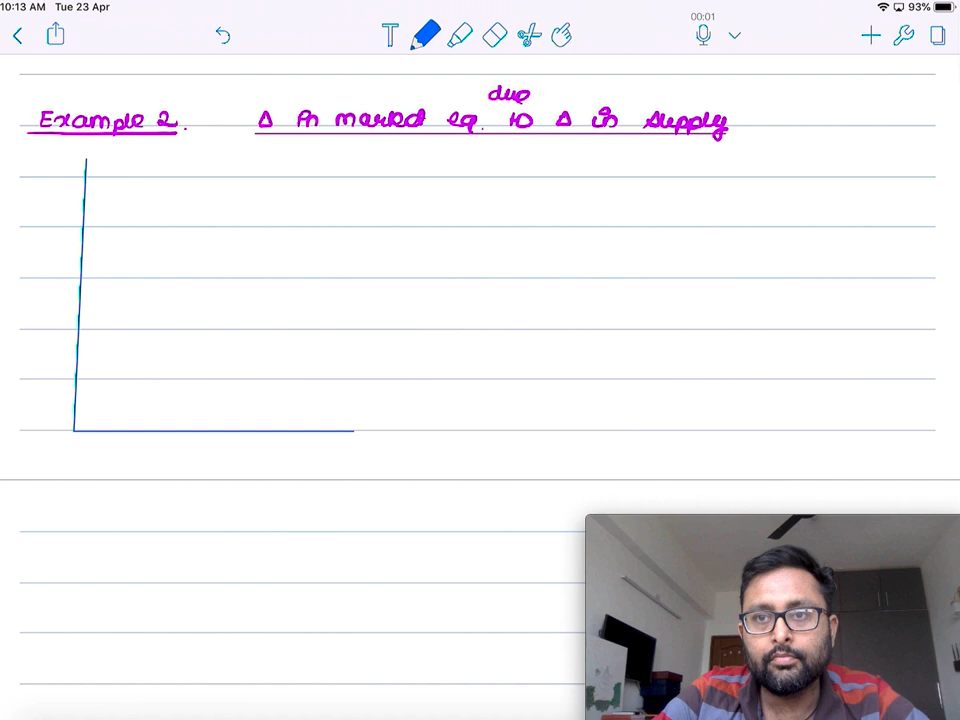 10:13 AM Tue 23 Apr 93%
00:01
T
Example 2. Δ in market eq. due to Δ in supply